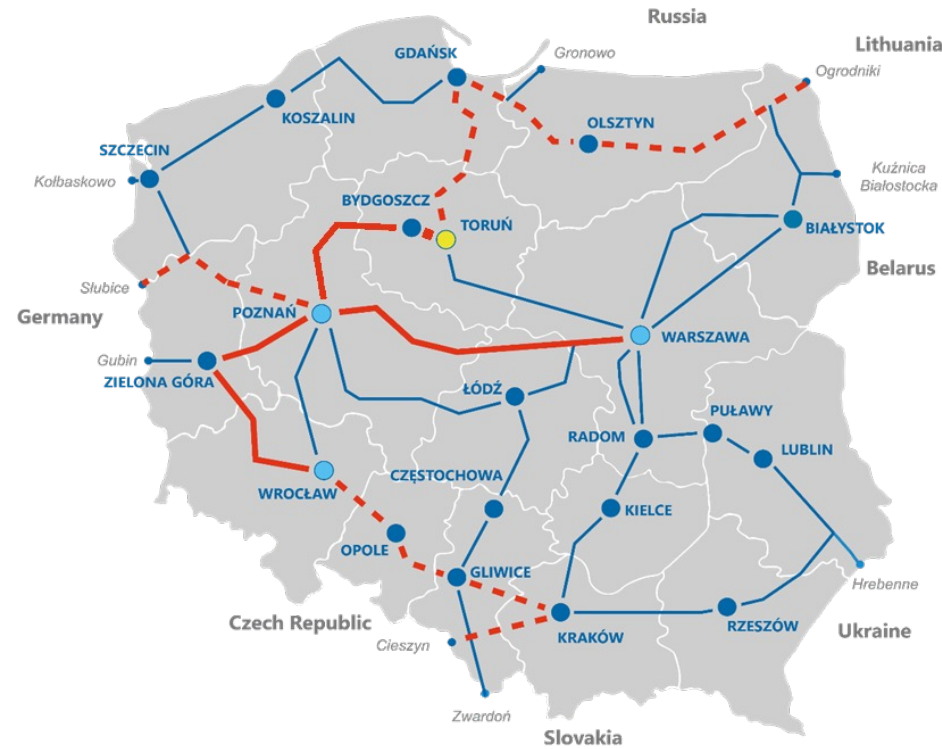 Russia
Lithuania
GDAŃSK
Gronowo
Ogrodniki
KOSZALIN
OLSZTYN
SZCZECIN
Kołbaskowo
Kuźnica
Białostocka
BYDGOSZCZ
TORUŃ
BIAŁYSTOK
Belarus
Słubice
Germany
POZNAŃ
WARSZAWA
Gubin
ZIELONA GÓRA
ŁÓDŹ
PUŁAWY
RADOM
LUBLIN
CZĘSTOCHOWA
WROCŁAW
KIELCE
OPOLE
GLIWICE
Hrebenne
Czech Republic
RZESZÓW
Ukraine
Cieszyn
KRAKÓW
Zwardoń
Slovakia